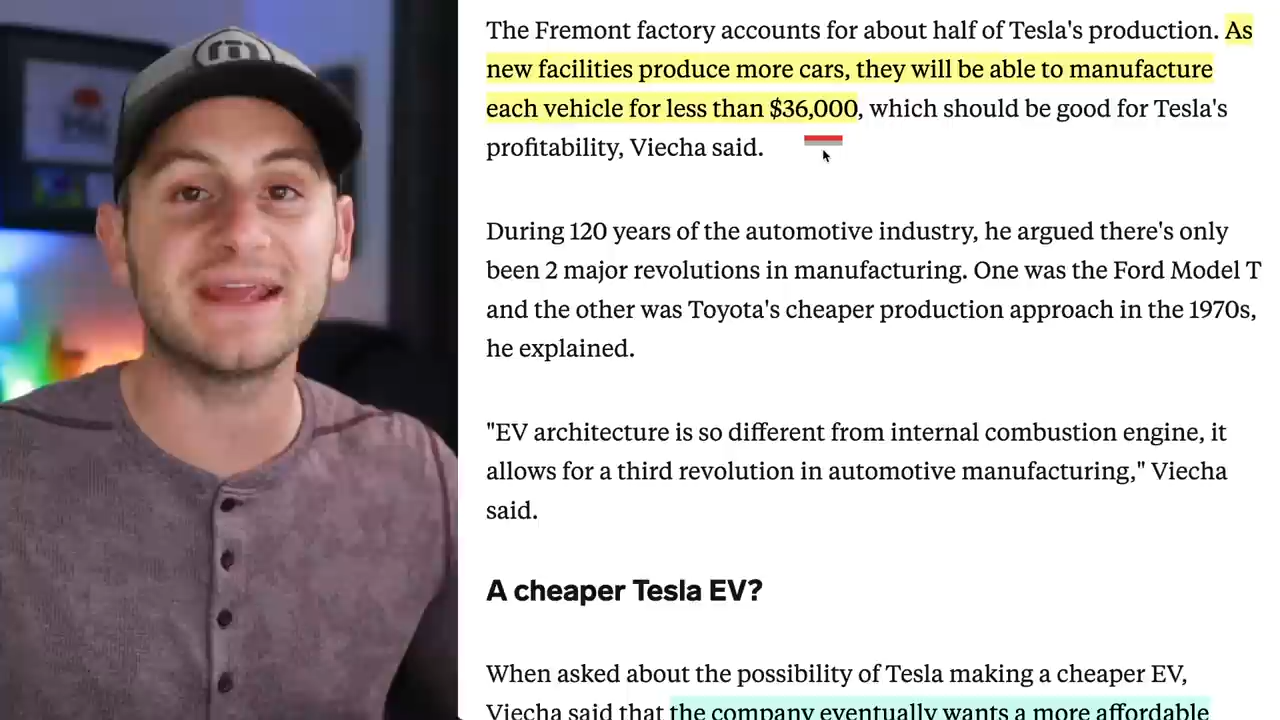 The Fremont factory accounts for about half of Tesla's production. As
new facilities produce more cars, they will be able to manufacture
each vehicle for less than $36,000, which should be good for Tesla's
profitability, Viecha said.
During 120 years of the automotive industry, he argued there's only
been 2 major revolutions in manufacturing. One was the Ford Model T
and the other was Toyota's cheaper production approach in the 1970s,
he explained.
"EV architecture is so different from internal combustion engine, it
allows for a third revolution in automotive manufacturing," Viecha
said.
A cheaper Tesla EV?
When asked about the possibility of Tesla making a cheaper EV,
Viecha said that the company eventually wants a more affordable